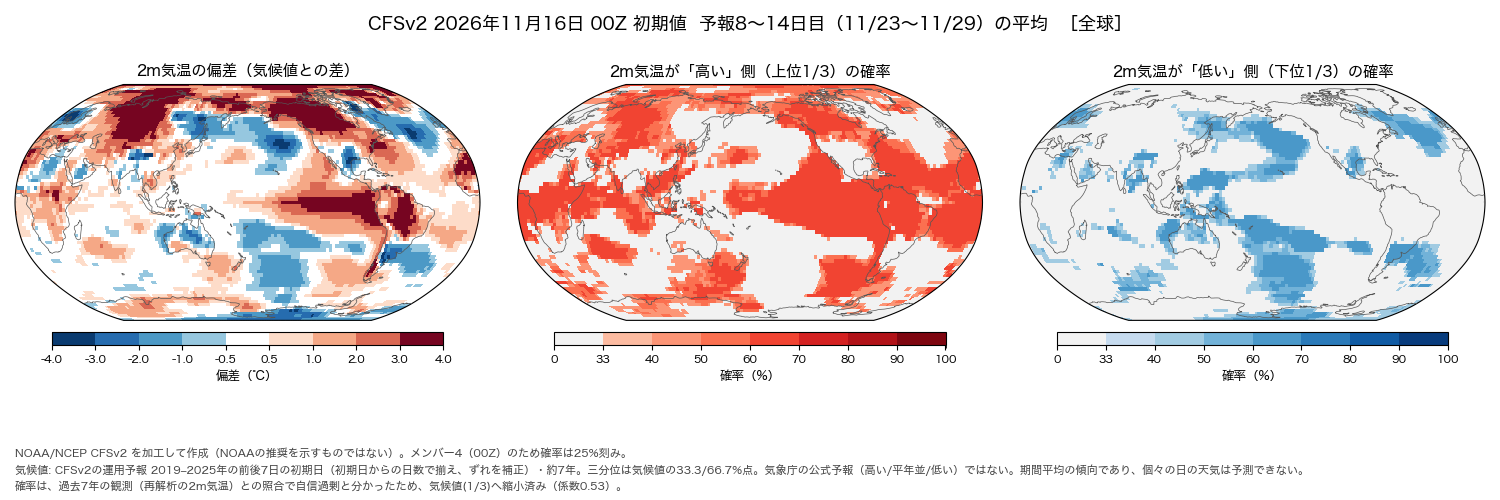 CFSv2 2026年11月16日 00Z 初期値 予報8～14日目（11/23～11/29）の平均 ［全球］
2m気温の偏差（気候値との差）
2m気温が「高い」側（上位1/3）の確率
2m気温が「低い」側（下位1/3）の確率
-4.0 -3.0 -2.0 -1.0 -0.5 0.5 1.0 2.0 3.0 4.0
偏差（℃）
0 33 40 50 60 70 80 90 100
確率（%）
0 33 40 50 60 70 80 90 100
確率（%）
NOAA/NCEP CFSv2 を加工して作成（NOAAの推奨を示すものではない）。メンバー4（00Z）のため確率は25%刻み。
気候値: CFSv2の運用予報 2019–2025年の前後7日の初期日（初期日からの日数で揃え、ずれを補正）・約7年。三分位は気候値の33.3/66.7%点。気象庁の公式予報（高い/平年並/低い）ではない。期間平均の傾向であり、個々の日の天気は予測できない。
確率は、過去7年の観測（再解析の2m気温）との照合で自信過剰と分かったため、気候値(1/3)へ縮小済み（係数0.53）。